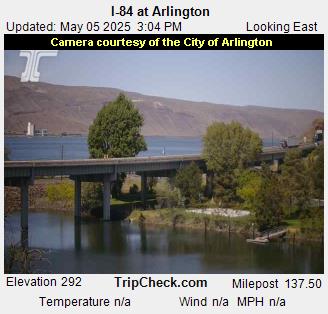 I-84 at Arlington
Updated: May 05 2025 3:04 PM Looking East
Camera courtesy of the City of Arlington
Elevation 292 TripCheck.com Milepost 137.50
Temperature n/a Wind n/a MPH n/a